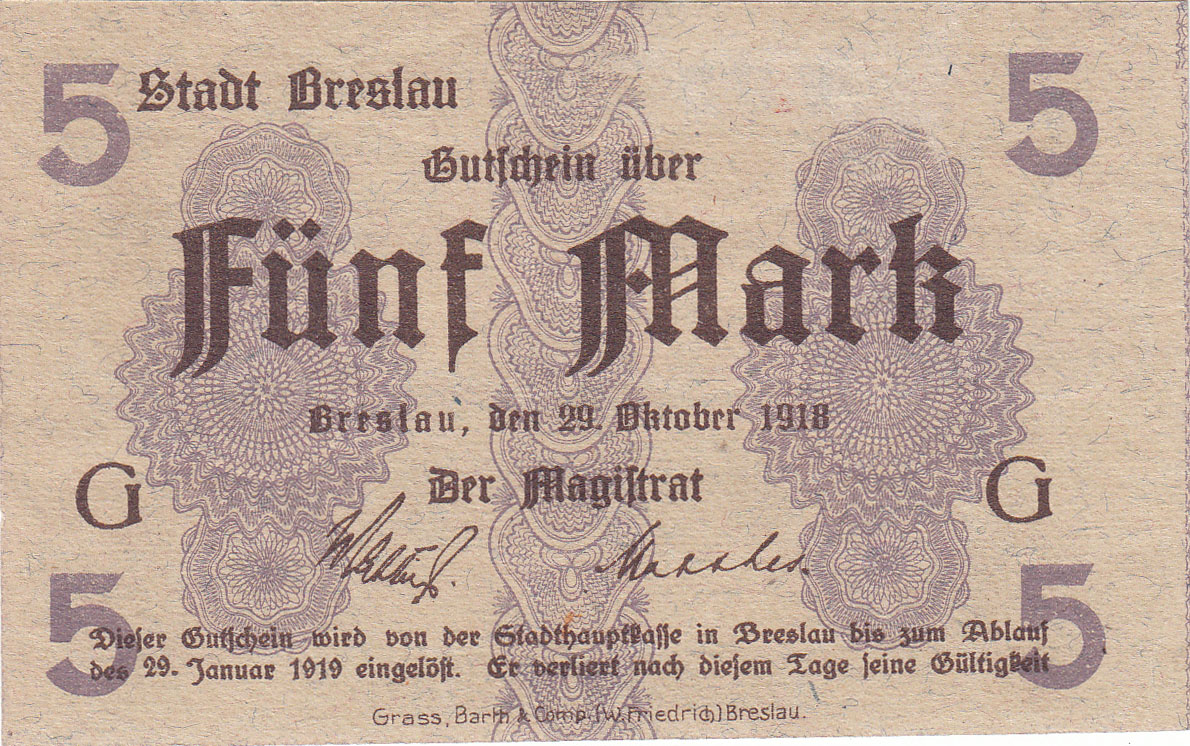 5 Stadt Breslau 5
Gutschein über
Fünf Mark
Breslau, den 29. Oktober 1918
G Der Magistrat G
5 5
Dieser Gutschein wird von der Stadthauptkasse in Breslau bis zum Ablauf
des 29. Januar 1919 eingelöst. Er verliert nach diesem Tage seine Gültigkeit
Grass, Barth & Comp. (W. Friedrich) Breslau.